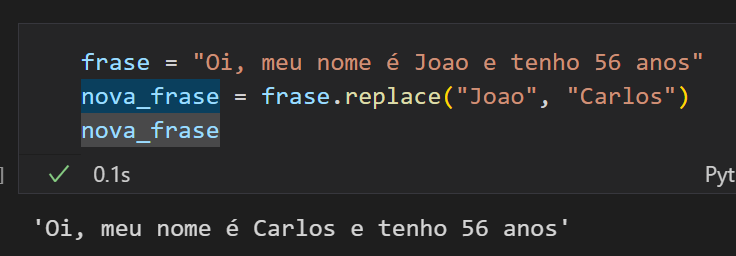 frase = "Oi, meu nome é Joao e tenho 56 anos"
nova_frase = frase.replace("Joao", "Carlos")
nova_frase
] 0.1s Pyt
'Oi, meu nome é Carlos e tenho 56 anos'